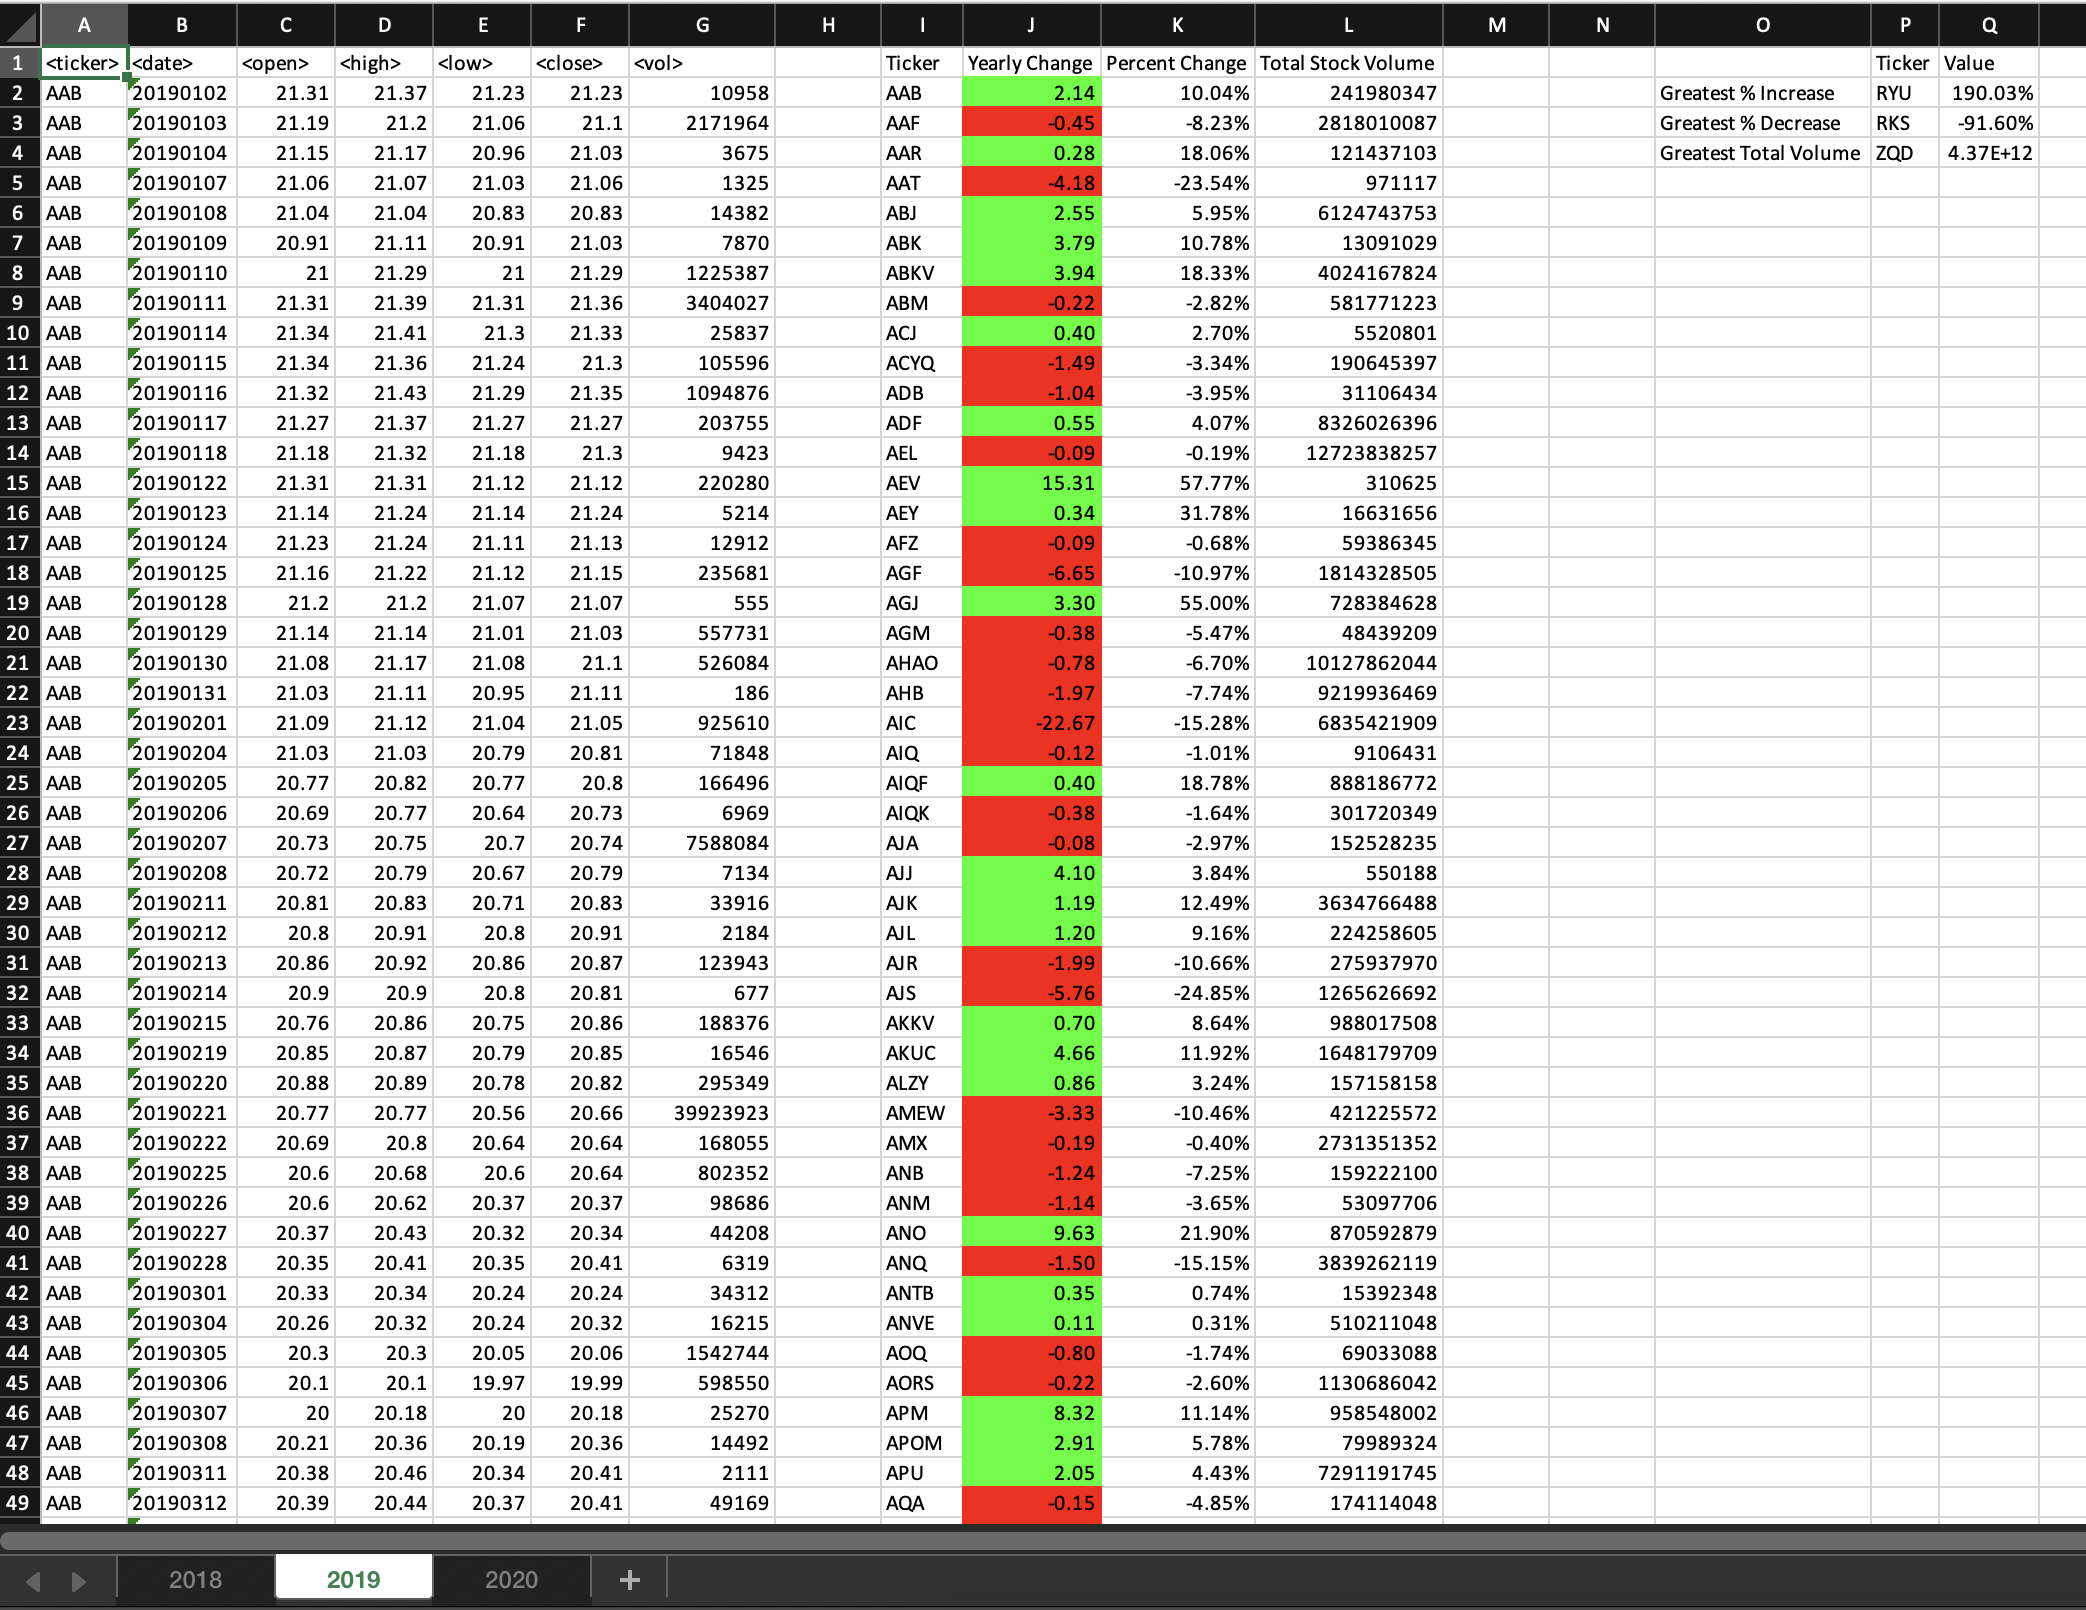 A B C D E F G H I J K L M N O P Q
1 <ticker> <date> <open> <high> <low> <close> <vol> Ticker Yearly Change Percent Change Total Stock Volume Ticker Value
2 AAB 20190102 21.31 21.37 21.23 21.23 10958 AAB 2.14 10.04% 241980347 Greatest % Increase RYU 190.03%
3 AAB 20190103 21.19 21.2 21.06 21.1 2171964 AAF -0.45 -8.23% 2818010087 Greatest % Decrease RKS -91.60%
4 AAB 20190104 21.15 21.17 20.96 21.03 3675 AAR 0.28 18.06% 121437103 Greatest Total Volume ZQD 4.37E+12
5 AAB 20190107 21.06 21.07 21.03 21.06 1325 AAT -4.18 -23.54% 971117
6 AAB 20190108 21.04 21.04 20.83 20.83 14382 ABJ 2.55 5.95% 6124743753
7 AAB 20190109 20.91 21.11 20.91 21.03 7870 ABK 3.79 10.78% 13091029
8 AAB 20190110 21 21.29 21 21.29 1225387 ABKV 3.94 18.33% 4024167824
9 AAB 20190111 21.31 21.39 21.31 21.36 3404027 ABM -0.22 -2.82% 581771223
10 AAB 20190114 21.34 21.41 21.3 21.33 25837 ACJ 0.40 2.70% 5520801
11 AAB 20190115 21.34 21.36 21.24 21.3 105596 ACYQ -1.49 -3.34% 190645397
12 AAB 20190116 21.32 21.43 21.29 21.35 1094876 ADB -1.04 -3.95% 31106434
13 AAB 20190117 21.27 21.37 21.27 21.27 203755 ADF 0.55 4.07% 8326026396
14 AAB 20190118 21.18 21.32 21.18 21.3 9423 AEL -0.09 -0.19% 12723838257
15 AAB 20190122 21.31 21.31 21.12 21.12 220280 AEV 15.31 57.77% 310625
16 AAB 20190123 21.14 21.24 21.14 21.24 5214 AEY 0.34 31.78% 16631656
17 AAB 20190124 21.23 21.24 21.11 21.13 12912 AFZ -0.09 -0.68% 59386345
18 AAB 20190125 21.16 21.22 21.12 21.15 235681 AGF -6.65 -10.97% 1814328505
19 AAB 20190128 21.2 21.2 21.07 21.07 555 AGJ 3.30 55.00% 728384628
20 AAB 20190129 21.14 21.14 21.01 21.03 557731 AGM -0.38 -5.47% 48439209
21 AAB 20190130 21.08 21.17 21.08 21.1 526084 AHAO -0.78 -6.70% 10127862044
22 AAB 20190131 21.03 21.11 20.95 21.11 186 AHB -1.97 -7.74% 9219936469
23 AAB 20190201 21.09 21.12 21.04 21.05 925610 AIC -22.67 -15.28% 6835421909
24 AAB 20190204 21.03 21.03 20.79 20.81 71848 AIQ -0.12 -1.01% 9106431
25 AAB 20190205 20.77 20.82 20.77 20.8 166496 AIQF 0.40 18.78% 888186772
26 AAB 20190206 20.69 20.77 20.64 20.73 6969 AIQK -0.38 -1.64% 301720349
27 AAB 20190207 20.73 20.75 20.7 20.74 7588084 AJA -0.08 -2.97% 152528235
28 AAB 20190208 20.72 20.79 20.67 20.79 7134 AJJ 4.10 3.84% 550188
29 AAB 20190211 20.81 20.83 20.71 20.83 33916 AJK 1.19 12.49% 3634766488
30 AAB 20190212 20.8 20.91 20.8 20.91 2184 AJL 1.20 9.16% 224258605
31 AAB 20190213 20.86 20.92 20.86 20.87 123943 AJR -1.99 -10.66% 275937970
32 AAB 20190214 20.9 20.9 20.8 20.81 677 AJS -5.76 -24.85% 1265626692
33 AAB 20190215 20.76 20.86 20.75 20.86 188376 AKKV 0.70 8.64% 988017508
34 AAB 20190219 20.85 20.87 20.79 20.85 16546 AKUC 4.66 11.92% 1648179709
35 AAB 20190220 20.88 20.89 20.78 20.82 295349 ALZY 0.86 3.24% 157158158
36 AAB 20190221 20.77 20.77 20.56 20.66 39923923 AMEW -3.33 -10.46% 421225572
37 AAB 20190222 20.69 20.8 20.64 20.64 168055 AMX -0.19 -0.40% 2731351352
38 AAB 20190225 20.6 20.68 20.6 20.64 802352 ANB -1.24 -7.25% 159222100
39 AAB 20190226 20.6 20.62 20.37 20.37 98686 ANM -1.14 -3.65% 53097706
40 AAB 20190227 20.37 20.43 20.32 20.34 44208 ANO 9.63 21.90% 870592879
41 AAB 20190228 20.35 20.41 20.35 20.41 6319 ANQ -1.50 -15.15% 3839262119
42 AAB 20190301 20.33 20.34 20.24 20.24 34312 ANTB 0.35 0.74% 15392348
43 AAB 20190304 20.26 20.32 20.24 20.32 16215 ANVE 0.11 0.31% 510211048
44 AAB 20190305 20.3 20.3 20.05 20.06 1542744 AOQ -0.80 -1.74% 69033088
45 AAB 20190306 20.1 20.1 19.97 19.99 598550 AORS -0.22 -2.60% 1130686042
46 AAB 20190307 20 20.18 20 20.18 25270 APM 8.32 11.14% 958548002
47 AAB 20190308 20.21 20.36 20.19 20.36 14492 APOM 2.91 5.78% 79989324
48 AAB 20190311 20.38 20.46 20.34 20.41 2111 APU 2.05 4.43% 7291191745
49 AAB 20190312 20.39 20.44 20.37 20.41 49169 AQA -0.15 -4.85% 174114048
2018 2019 2020 +